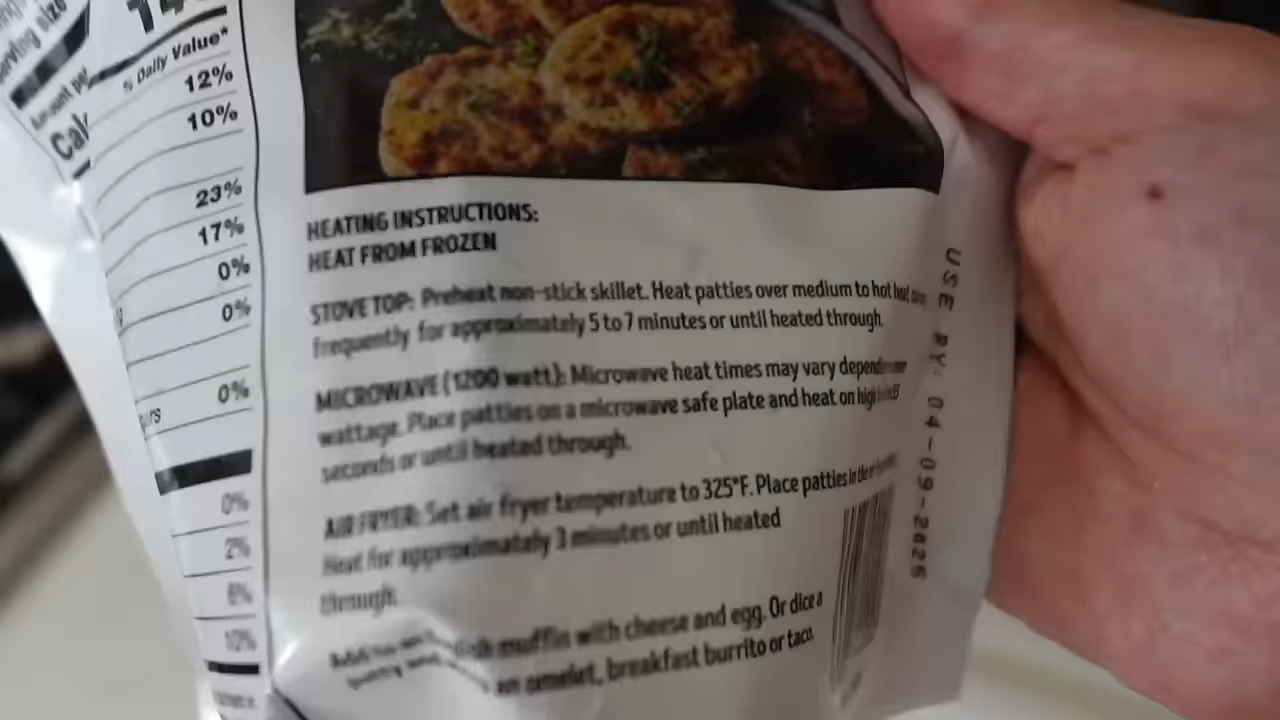 % Daily Value*
12%
10%
23%
17%
0%
0%
0%
0%
2%
8%
10%
HEATING INSTRUCTIONS:
HEAT FROM FROZEN
STOVE TOP: Preheat non-stick skillet. Heat patties over medium to hot heat,
frequently for approximately 5 to 7 minutes or until heated through.
MICROWAVE (1200 watt): Microwave heat times may vary
wattage. Place patties on a microwave safe plate and heat on high
seconds or until heated through.
AIR FRYER: Set air fryer temperature to 325°F. Place patties in the
Heat for approximately 3 minutes or until heated
through.
muffin with cheese and egg. Or dice a
an omelet, breakfast burrito or taco.
USE BY: 04-09-2025